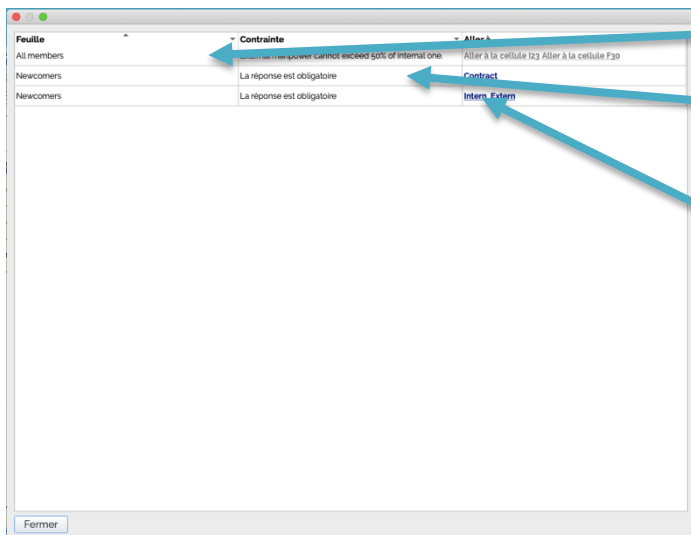 Feuille Contrainte Aller à
All members External manpower cannot exceed 50% of internal one. Aller à la cellule I23 Aller à la cellule F30
Newcomers La réponse est obligatoire Contract
Newcomers La réponse est obligatoire Intern_Extern
Fermer